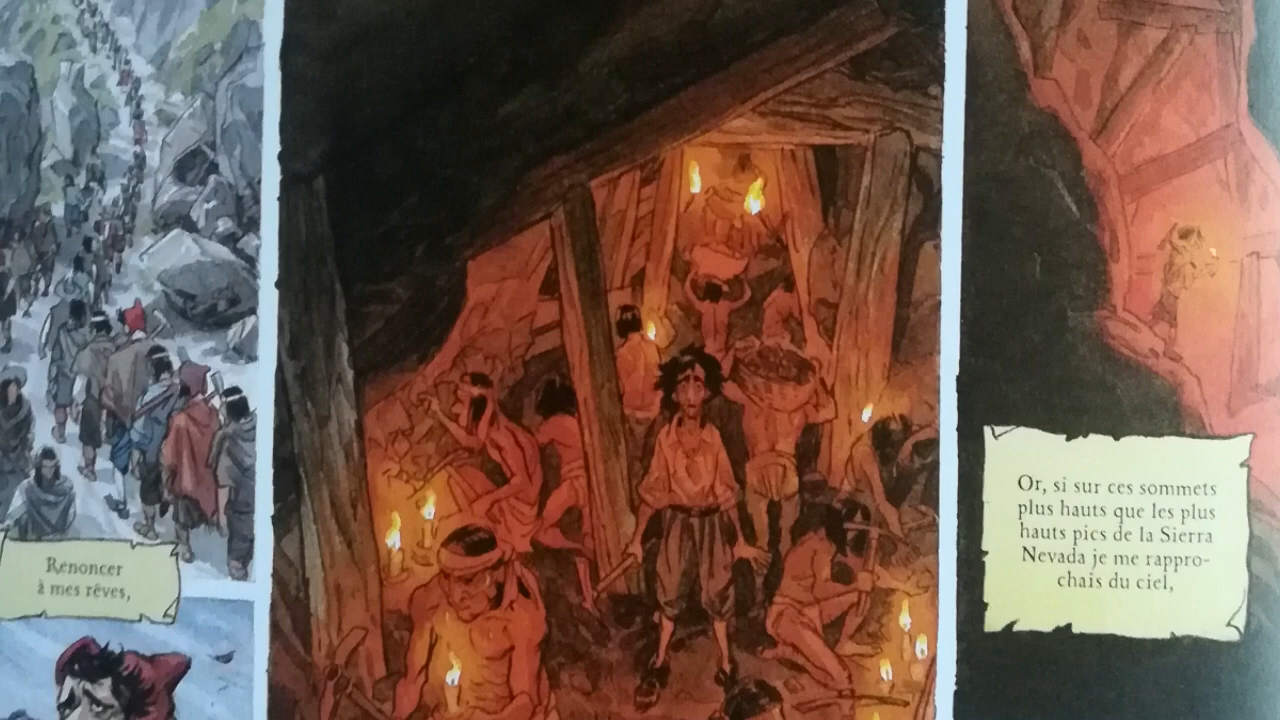 Renoncer
à mes rêves,
Or, si sur ces sommets
plus hauts que les plus
hauts pics de la Sierra
Nevada je me rappro-
chais du ciel,